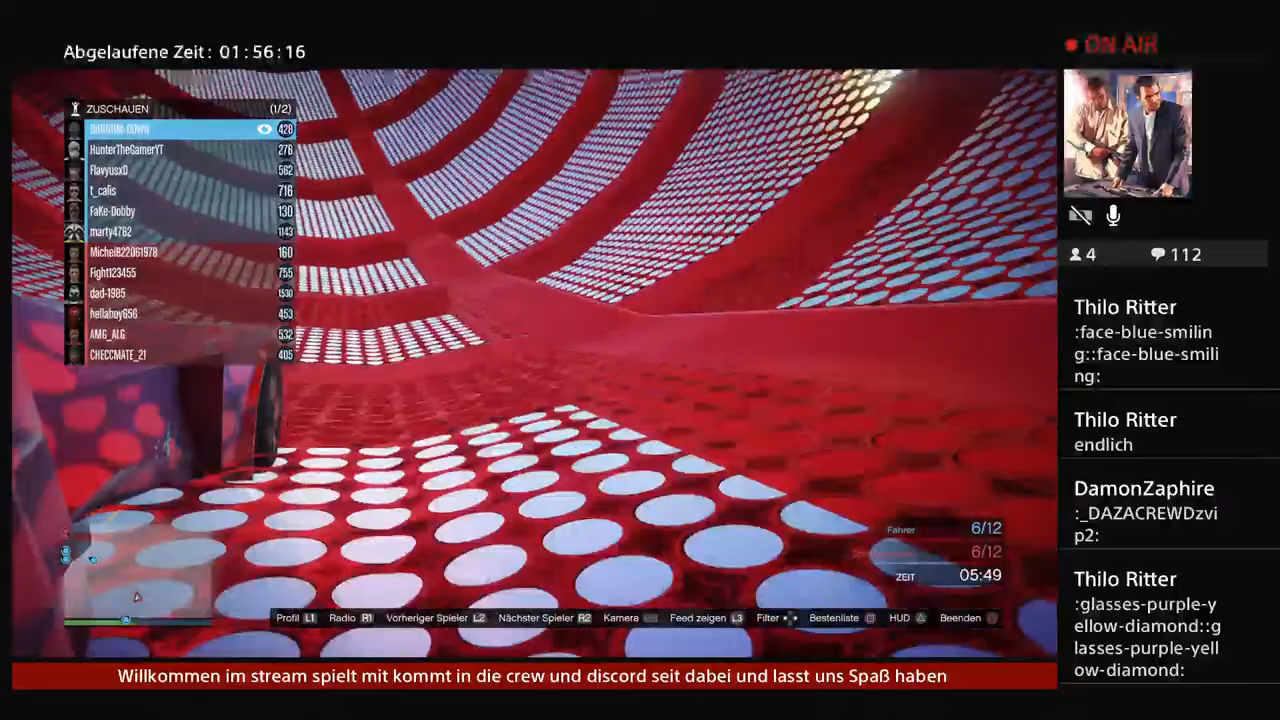 Abgelaufene Zeit: 01:56:16
ON AIR
ZUSCHAUEN (1/2)
428
HunterTheGamerYT 276
FlavyusxD 562
t_calis 716
FaKe-Dobby 130
marty4762 1143
Michel622061978 160
Fight123455 755
dad-1985 1530
hellaboy656 453
AMG_ALG 532
CHECCMATE_21 405
Fahrer 6/12
6/12
ZEIT 05:49
Profil L1 Radio R1 Vorheriger Spieler L2 Nächster Spieler R2 Kamera Feed zeigen L3 Filter Bestenliste HUD Beenden
Willkommen im stream spielt mit kommt in die crew und discord seit dabei und lasst uns Spaß haben
4 112
Thilo Ritter
:face-blue-smilin
g::face-blue-smili
ng:
Thilo Ritter
endlich
DamonZaphire
:_DAZACREWDzvi
p2:
Thilo Ritter
:glasses-purple-y
ellow-diamond::g
lasses-purple-yell
ow-diamond: